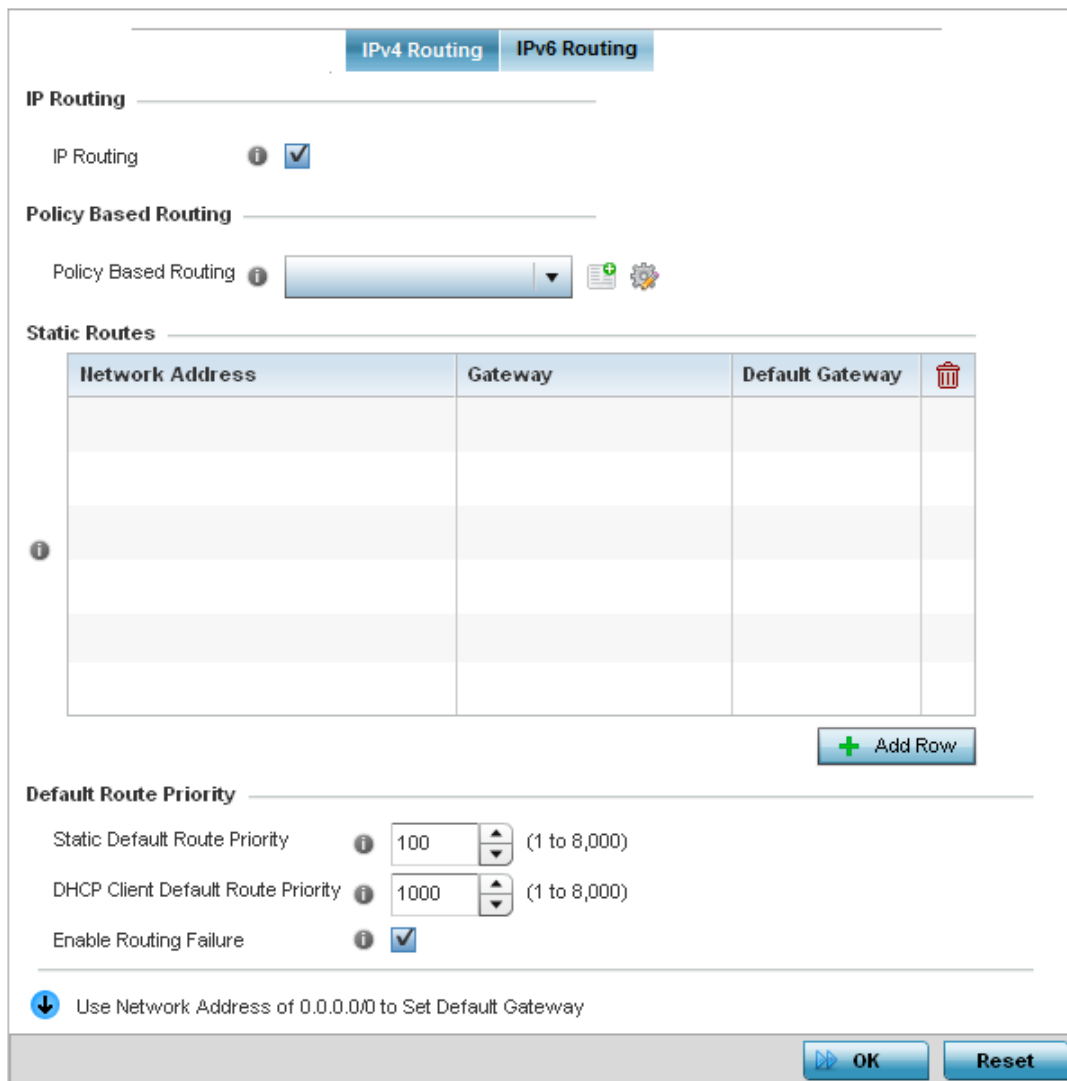 IPv4 Routing IPv6 Routing
IP Routing
IP Routing
Policy Based Routing
Policy Based Routing
Static Routes
Network Address Gateway Default Gateway
Add Row
Default Route Priority
Static Default Route Priority 100 (1 to 8,000)
DHCP Client Default Route Priority 1000 (1 to 8,000)
Enable Routing Failure
Use Network Address of 0.0.0.0/0 to Set Default Gateway
OK Reset